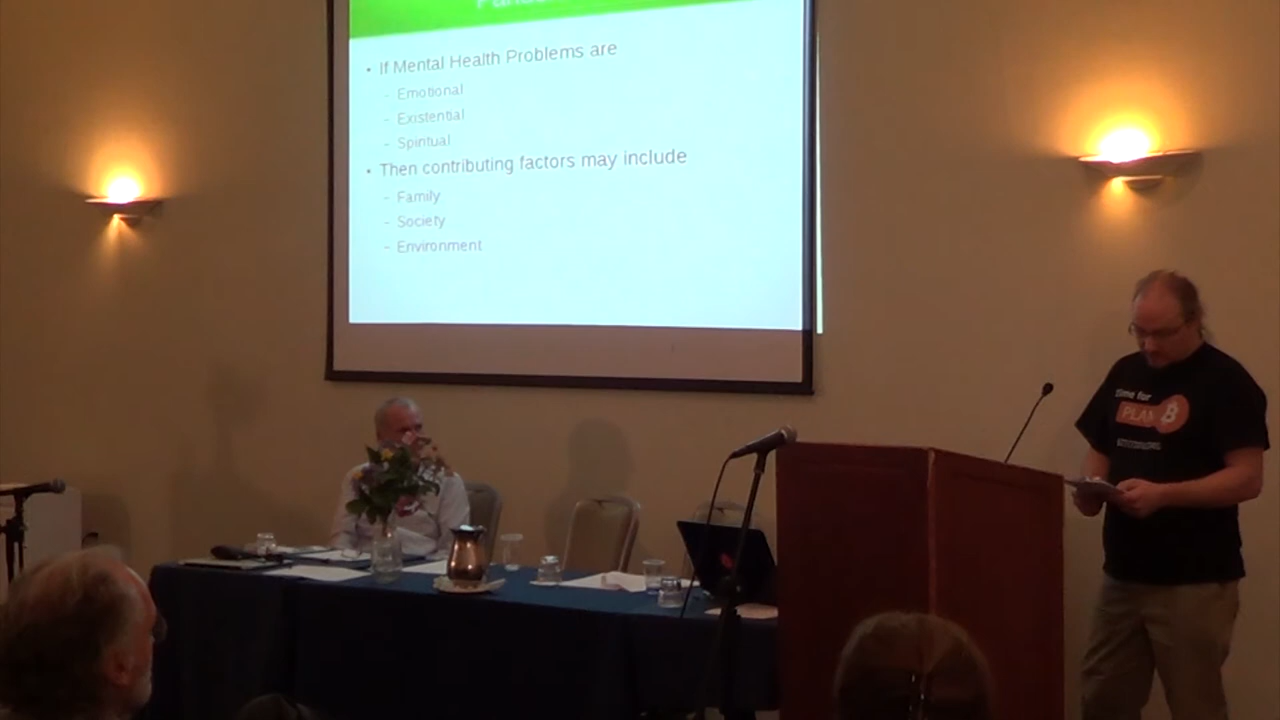 • If Mental Health Problems are
– Emotional
– Existential
– Spiritual
• Then contributing factors may include
– Family
– Society
– Environment
time for
PLAN ₿